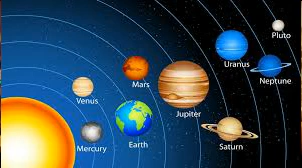 Pluto
Uranus
Neptune
Mars
Venus
Jupiter
Mercury
Earth
Saturn